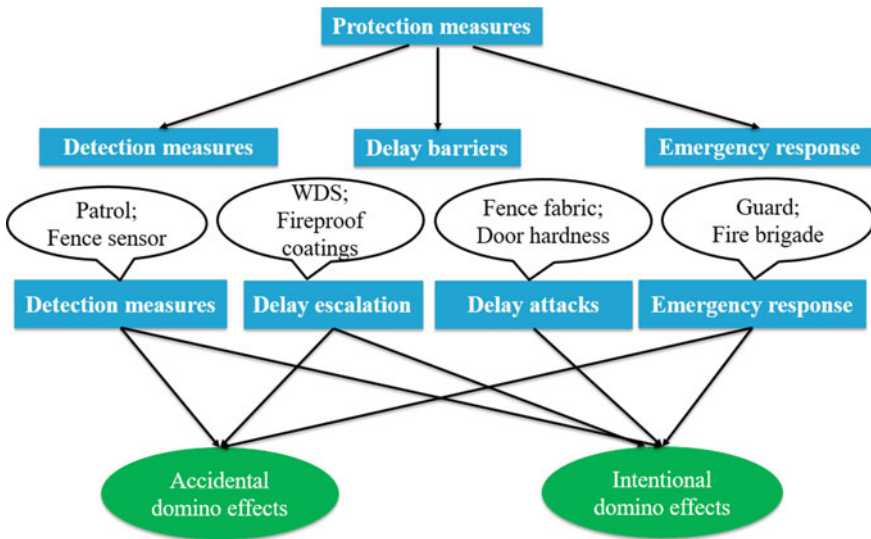 Protection measures
Detection measures
Delay barriers
Emergency response
Patrol;
Fence sensor
WDS;
Fireproof
coatings
Fence fabric;
Door hardness
Guard;
Fire brigade
Detection measures
Delay escalation
Delay attacks
Emergency response
Accidental
domino effects
Intentional
domino effects